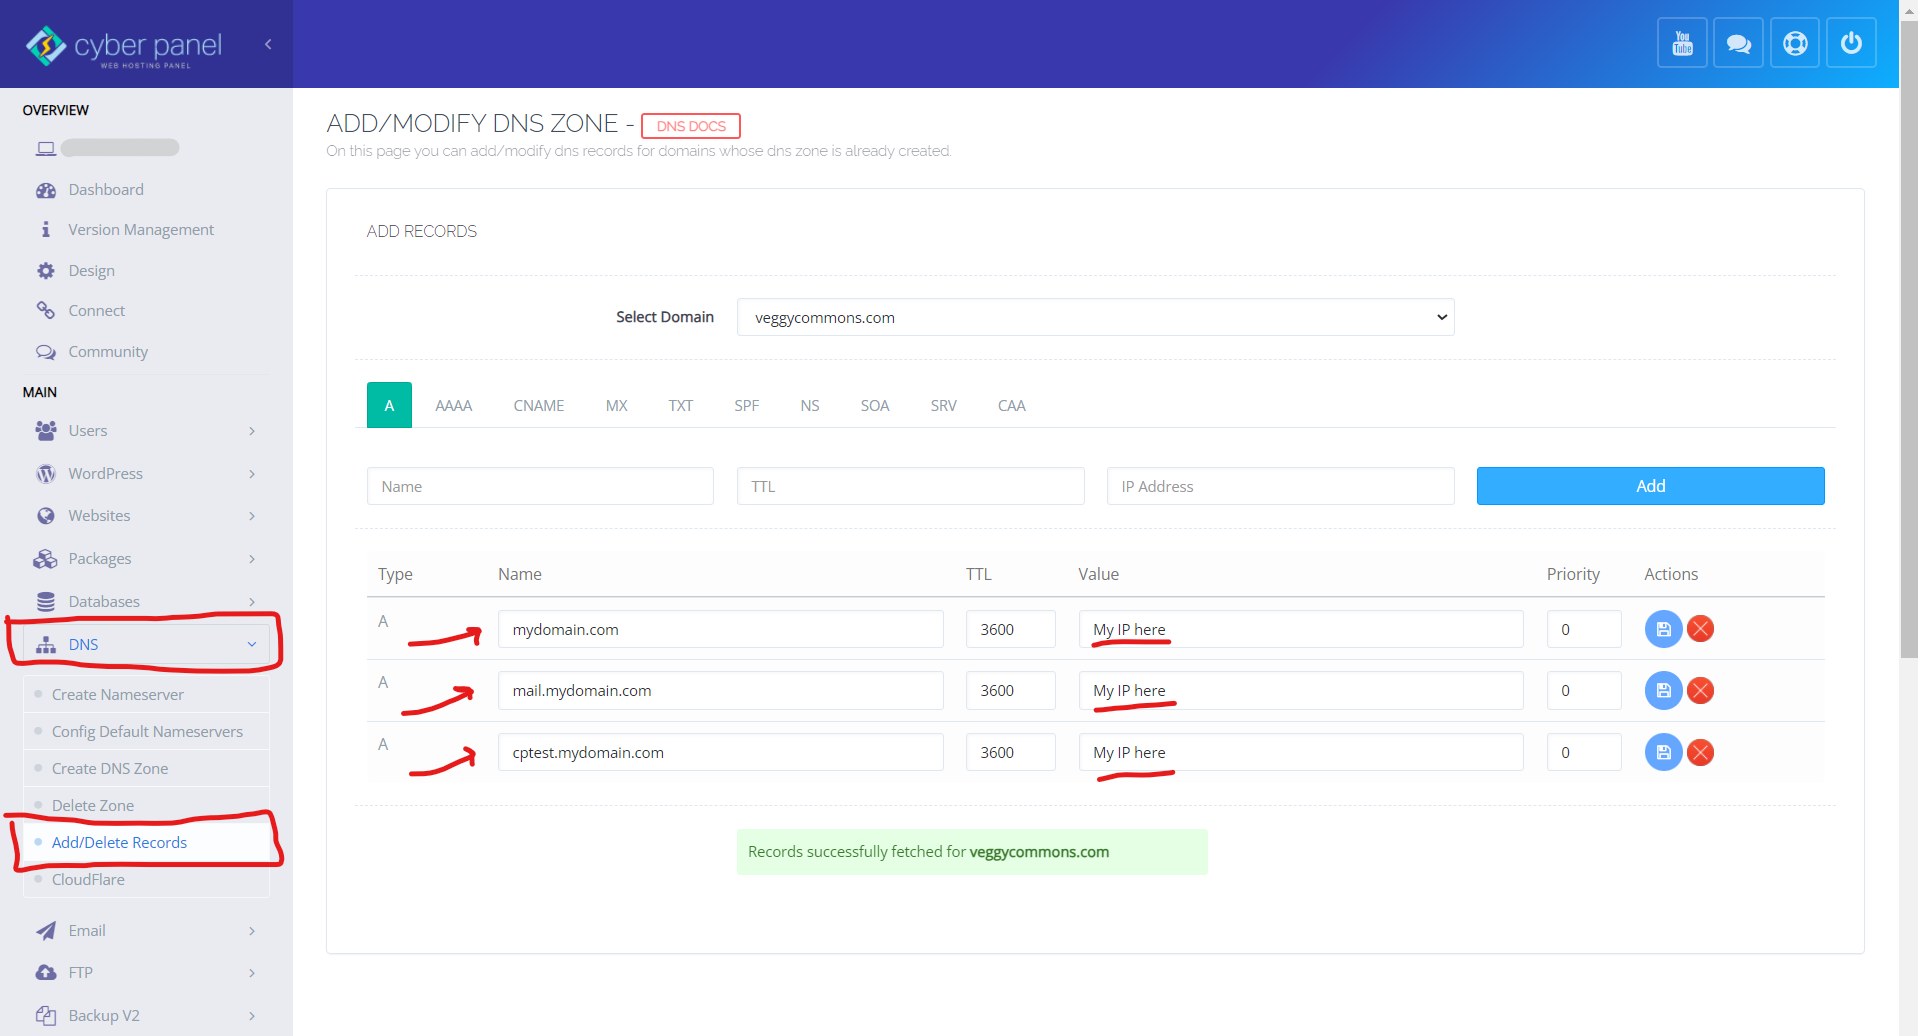 cyber panel
WEB HOSTING PANEL
You
Tube
OVERVIEW
Dashboard
Version Management
Design
Connect
Community
MAIN
Users
WordPress
Websites
Packages
Databases
DNS
Create Nameserver
Config Default Nameservers
Create DNS Zone
Delete Zone
Add/Delete Records
CloudFlare
Email
FTP
Backup V2
ADD/MODIFY DNS ZONE - DNS DOCS
On this page you can add/modify dns records for domains whose dns zone is already created.
ADD RECORDS
Select Domain veggycommons.com
A AAAA CNAME MX TXT SPF NS SOA SRV CAA
Name TTL IP Address Add
Type Name TTL Value Priority Actions
A mydomain.com 3600 My IP here 0
A mail.mydomain.com 3600 My IP here 0
A cptest.mydomain.com 3600 My IP here 0
Records successfully fetched for veggycommons.com